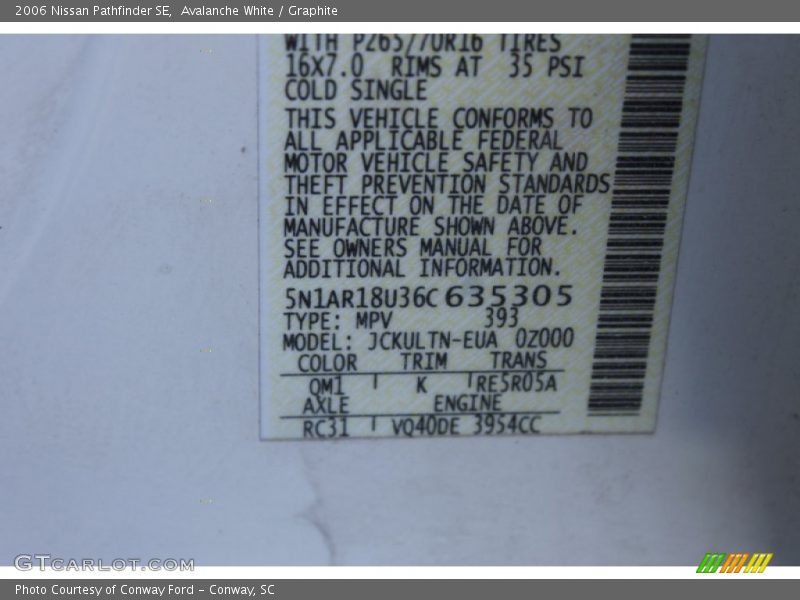 2006 Nissan Pathfinder SE,  Avalanche White / Graphite
WITH P265/70R16 TIRES
16X7.0  RIMS AT  35 PSI
COLD SINGLE
THIS VEHICLE CONFORMS TO
ALL APPLICABLE FEDERAL
MOTOR VEHICLE SAFETY AND
THEFT PREVENTION STANDARDS
IN EFFECT ON THE DATE OF
MANUFACTURE SHOWN ABOVE.
SEE OWNERS MANUAL FOR
ADDITIONAL INFORMATION.
5N1AR18U36C635305
TYPE: MPV 393
MODEL: JCKULTN-EUA 0Z000
COLOR TRIM TRANS
QM1 K RE5R05A
AXLE ENGINE
RC31 VQ40DE 3954CC
GTCARLOT.COM
Photo Courtesy of Conway Ford – Conway, SC